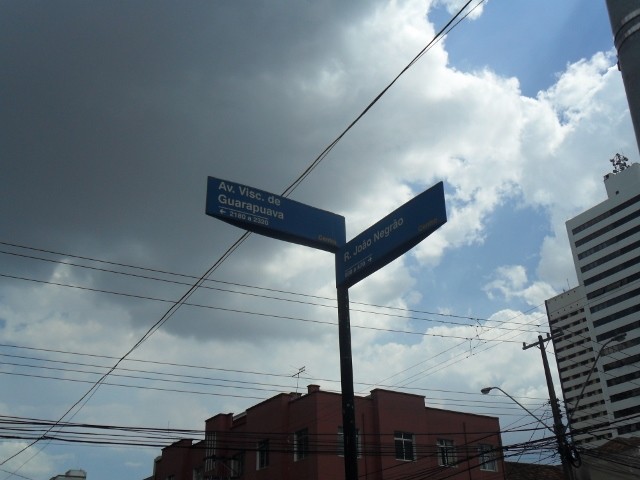 Av. Visc. de
Guarapuava
← 2180 a 2320
R. João Negrão